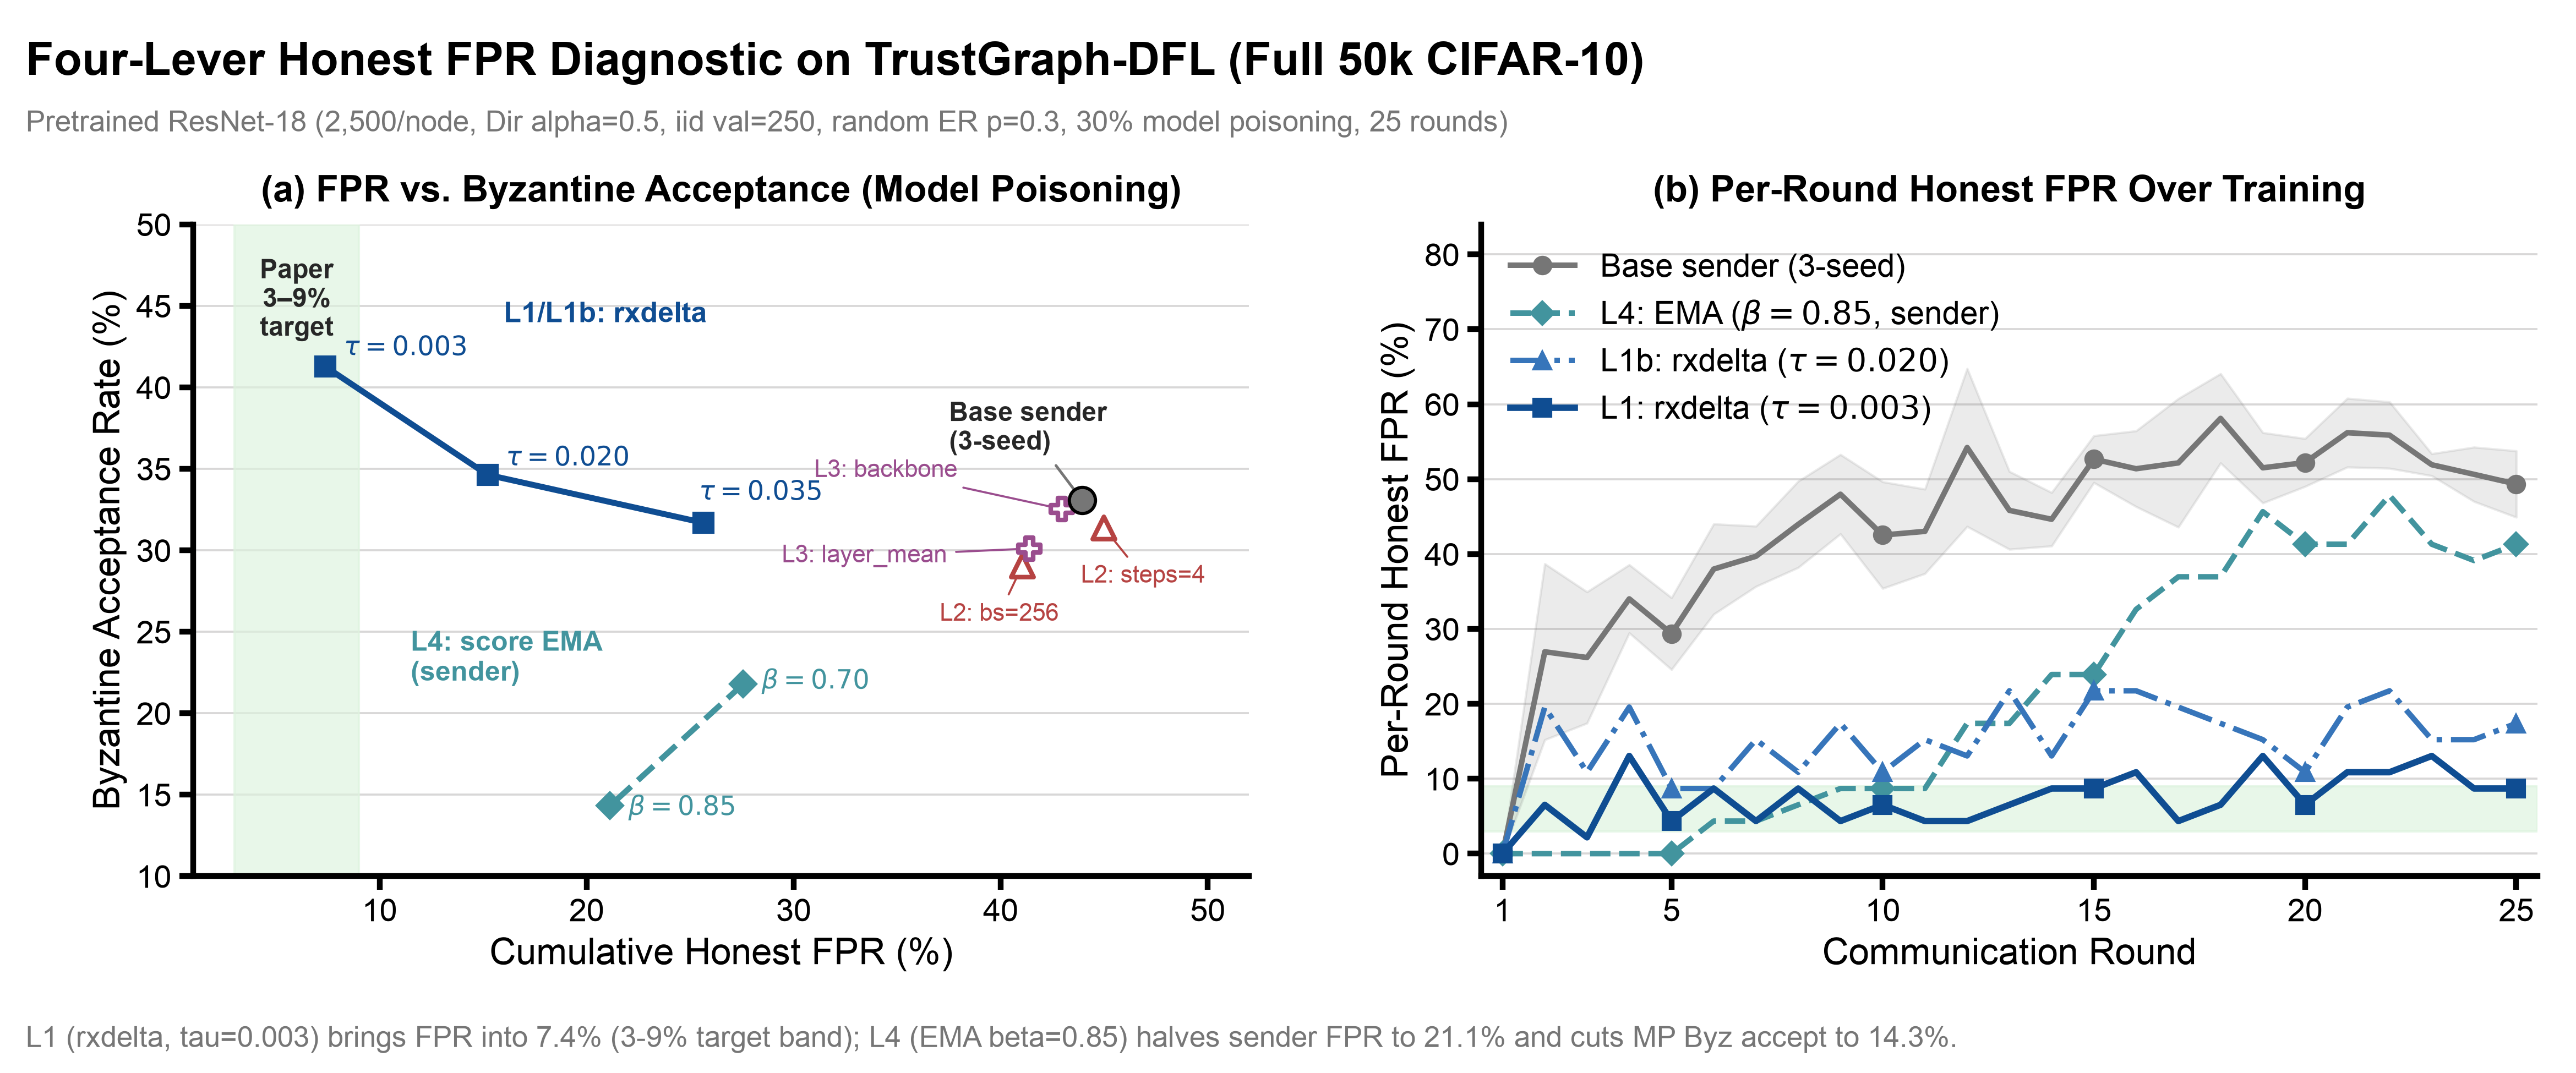 Four-Lever Honest FPR Diagnostic on TrustGraph-DFL (Full 50k CIFAR-10)
Pretrained ResNet-18 (2,500/node, Dir alpha=0.5, iid val=250, random ER p=0.3, 30% model poisoning, 25 rounds)
(a) FPR vs. Byzantine Acceptance (Model Poisoning)
Byzantine Acceptance Rate (%)
50
45
40
35
30
25
20
15
10
Paper
3–9%
target
L1/L1b: rxdelta
τ = 0.003
τ = 0.020
τ = 0.035
Base sender
(3-seed)
L3: backbone
L3: layer_mean
L2: steps=4
L2: bs=256
L4: score EMA
(sender)
β = 0.70
β = 0.85
10
20
30
40
50
Cumulative Honest FPR (%)
(b) Per-Round Honest FPR Over Training
Per-Round Honest FPR (%)
80
70
60
50
40
30
20
10
0
Base sender (3-seed)
L4: EMA (β = 0.85, sender)
L1b: rxdelta (τ = 0.020)
L1: rxdelta (τ = 0.003)
1
5
10
15
20
25
Communication Round
L1 (rxdelta, tau=0.003) brings FPR into 7.4% (3-9% target band); L4 (EMA beta=0.85) halves sender FPR to 21.1% and cuts MP Byz accept to 14.3%.